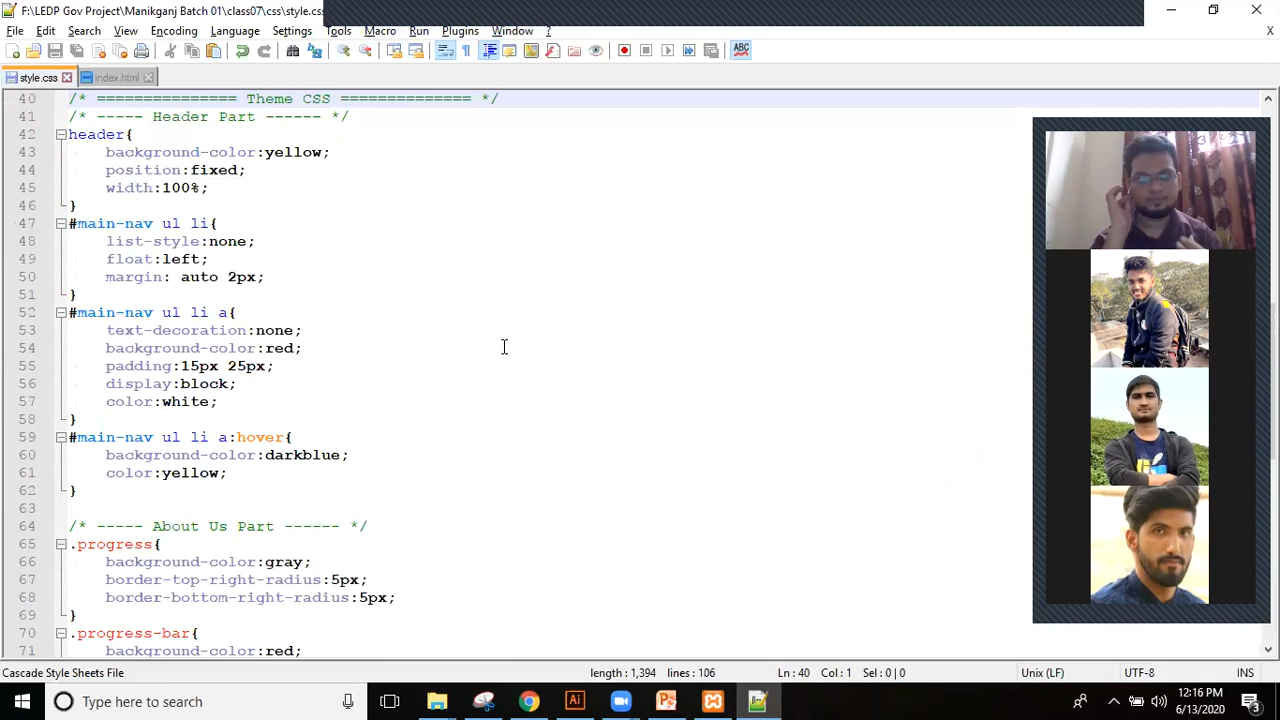 F:\LEDP Gov Project\Manikganj Batch 01\class07\css\style.cs
File Edit Search View Encoding Language Settings Tools Macro Run Plugins Window ? X
style.css index.html
40 /* =============== Theme CSS ============== */
41 /* ----- Header Part ------ */
42 header{
43 background-color:yellow;
44 position:fixed;
45 width:100%;
46 }
47 #main-nav ul li{
48 list-style:none;
49 float:left;
50 margin: auto 2px;
51 }
52 #main-nav ul li a{
53 text-decoration:none;
54 background-color:red;
55 padding:15px 25px;
56 display:block;
57 color:white;
58 }
59 #main-nav ul li a:hover{
60 background-color:darkblue;
61 color:yellow;
62 }
63
64 /* ----- About Us Part ------ */
65 .progress{
66 background-color:gray;
67 border-top-right-radius:5px;
68 border-bottom-right-radius:5px;
69 }
70 .progress-bar{
71 background-color:red;
Cascade Style Sheets File length : 1,394 lines : 106 Ln : 40 Col : 1 Sel : 0 | 0 Unix (LF) UTF-8 INS
Type here to search 12:16 PM
6/13/2020